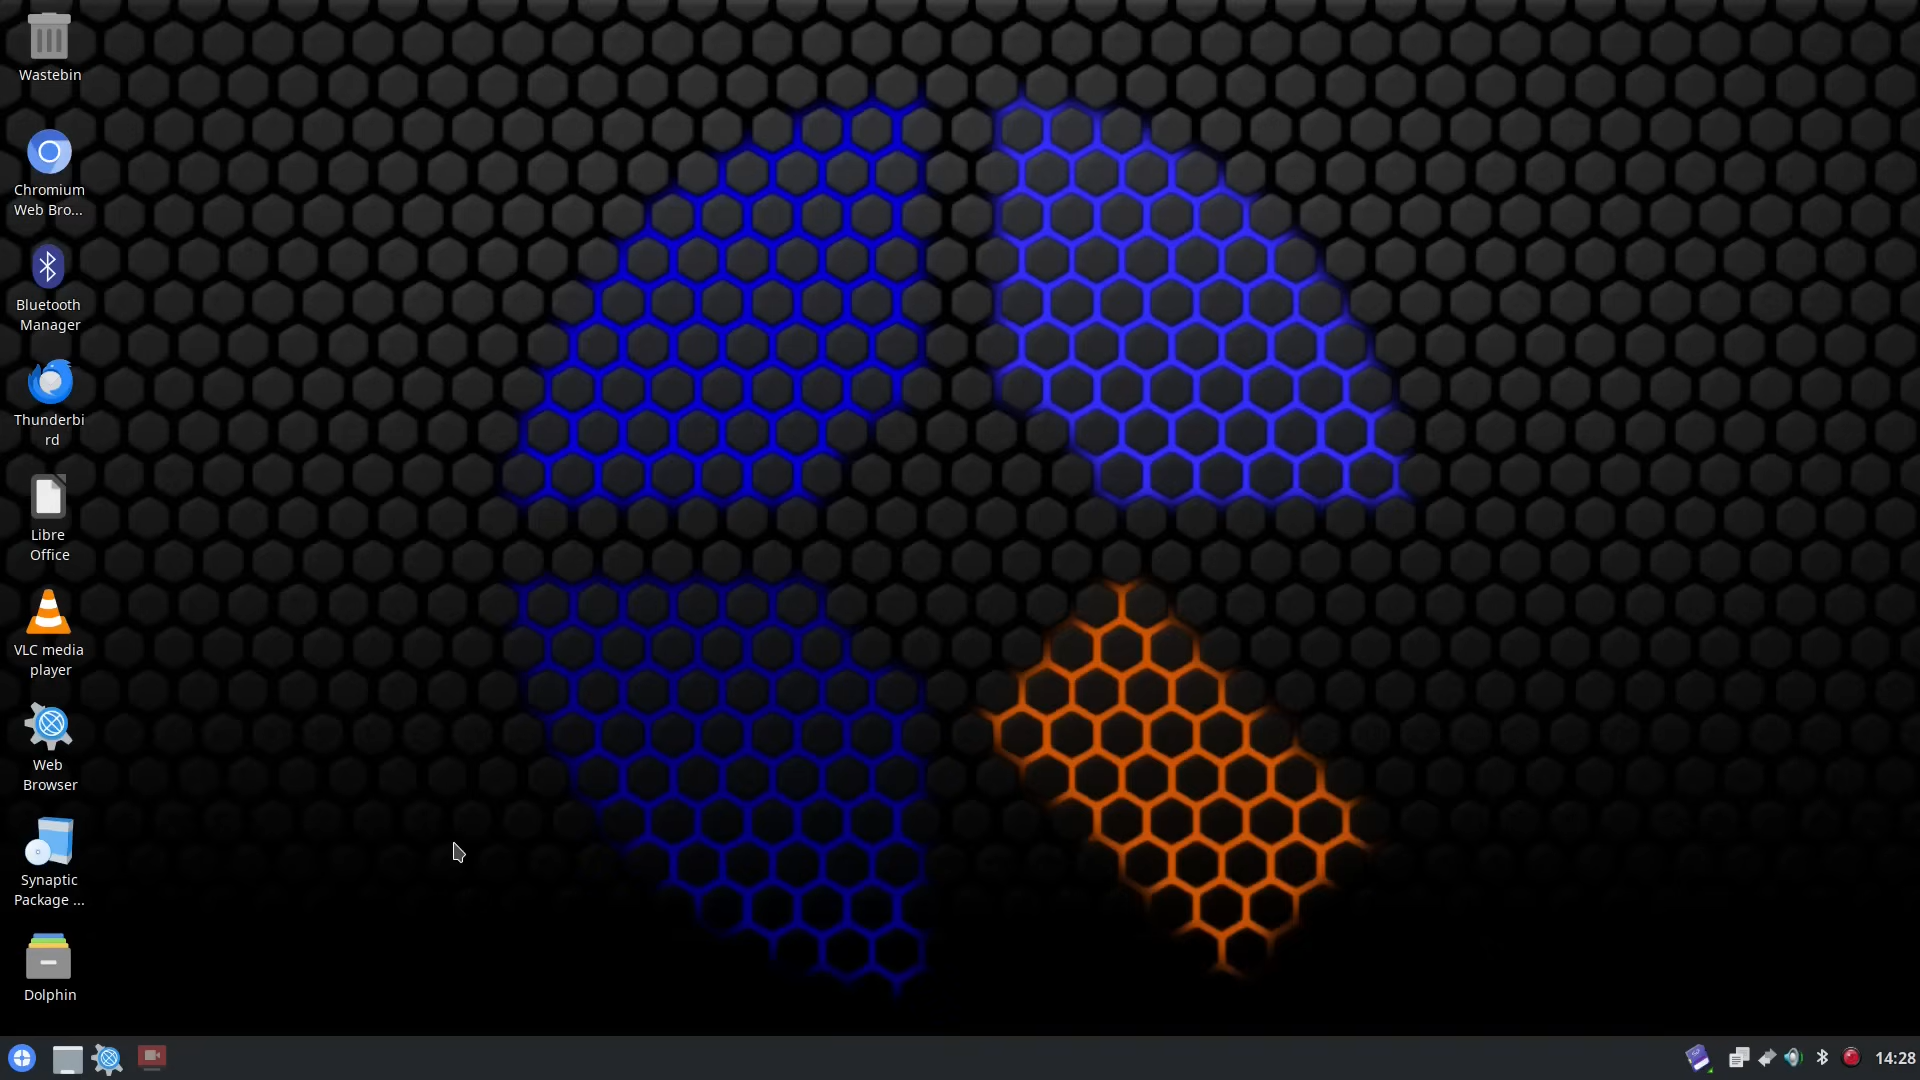 Wastebin
Chromium
Web Bro...
Bluetooth
Manager
Thunderbi
rd
Libre
Office
VLC media
player
Web
Browser
Synaptic
Package ...
Dolphin
14:28